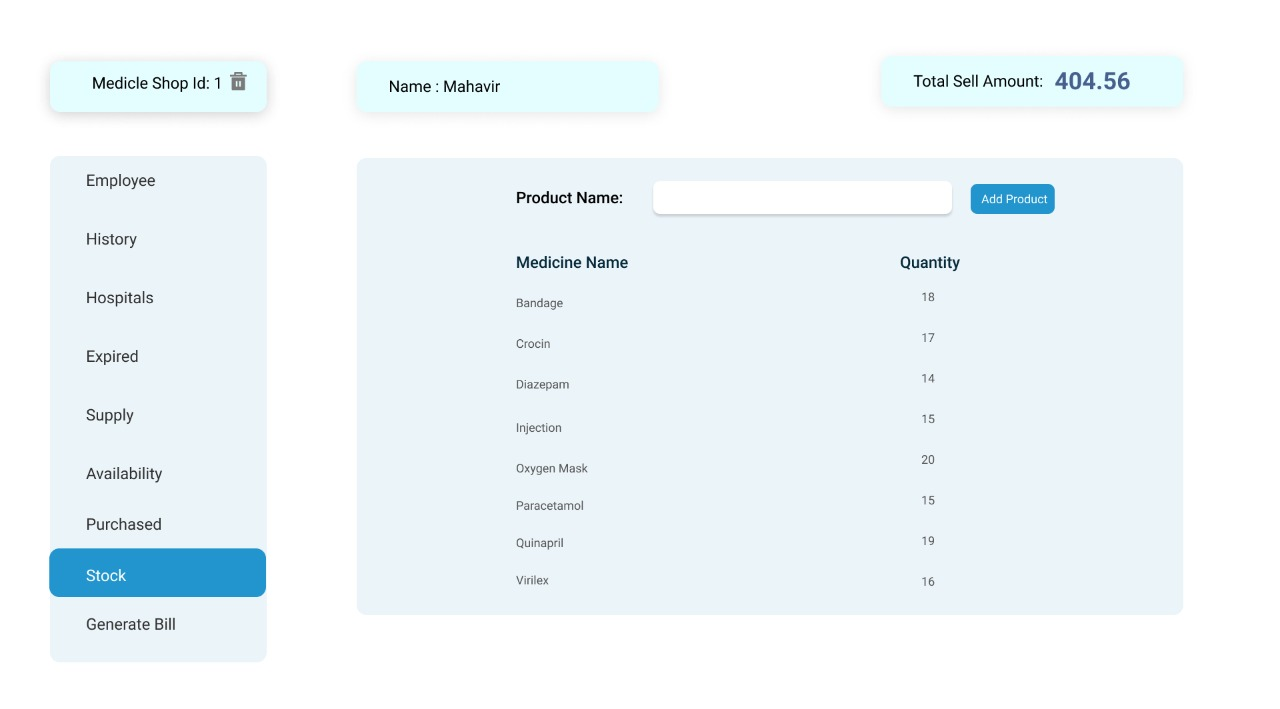 Medicle Shop Id: 1
Name : Mahavir
Total Sell Amount: 404.56
Employee
History
Hospitals
Expired
Supply
Availability
Purchased
Stock
Generate Bill
Product Name:
Add Product
Medicine Name Quantity
Bandage 18
Crocin 17
Diazepam 14
Injection 15
Oxygen Mask 20
Paracetamol 15
Quinapril 19
Virilex 16